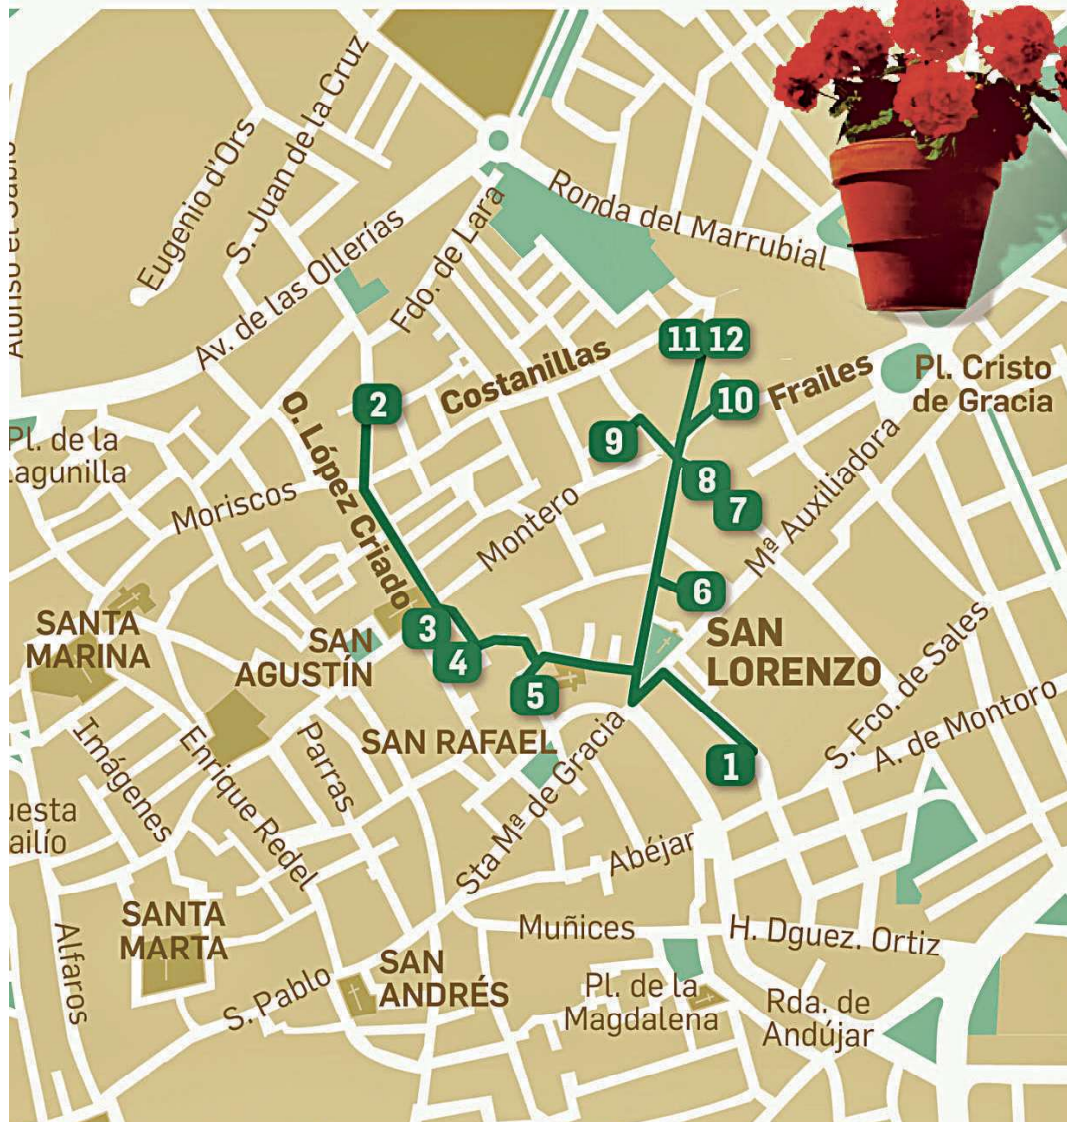 Eugenio d'Ors
S. Juan de la Cruz
Av. de las Ollerías
Fdo. de Lara
Ronda del Marrubial
11
12
10
2
9
8
7
6
3
4
5
1
Costanillas
Frailes
Pl. Cristo
de Gracia
O. López Criado
Pl. de la
Lagunilla
Moriscos
Montero
Mª Auxiliadora
SANTA
MARINA
SAN
AGUSTÍN
SAN
LORENZO
SAN RAFAEL
S. Fco. de Sales
A. de Montoro
Imágenes
Enrique Redel
Parras
Sta Mª de Gracia
Abéjar
SANTA
MARTA
Muñices
H. Dguez. Ortiz
Alfaros
S. Pablo
SAN
ANDRÉS
Pl. de la
Magdalena
Rda. de
Andújar